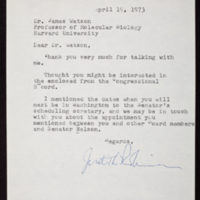 April 19, 1973
Dr. James Watson
Professor of Molecular Biology
Harvard University
Dear Dr. Watson,
Thank you very much for talking with
me.
Thought you might be interested in
the enclosed from the "Congressional
Record.
I mentioned the dates when you will
be in Washington to the Senator's
scheduling secretary, and we may be in touch
with you about the appointment you
mentioned between you and other board members
and Senator Nelson.
Regards,